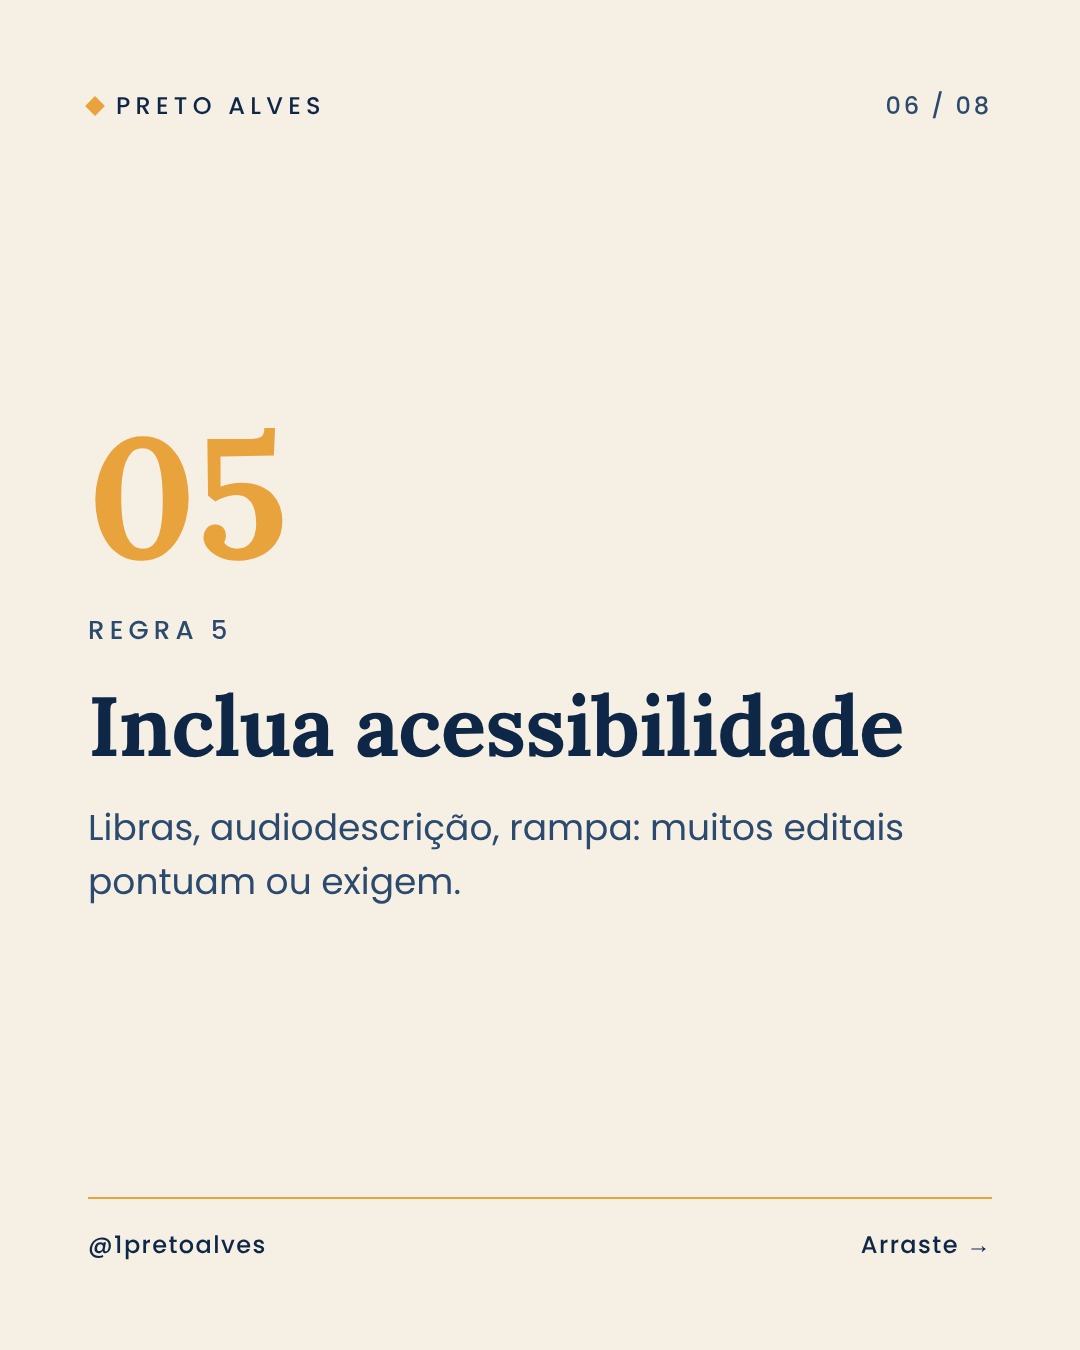 PRETO ALVES
06 / 08
05
REGRA 5
Inclua acessibilidade
Libras, audiodescrição, rampa: muitos editais
pontuam ou exigem.
@1pretoalves
Arraste →